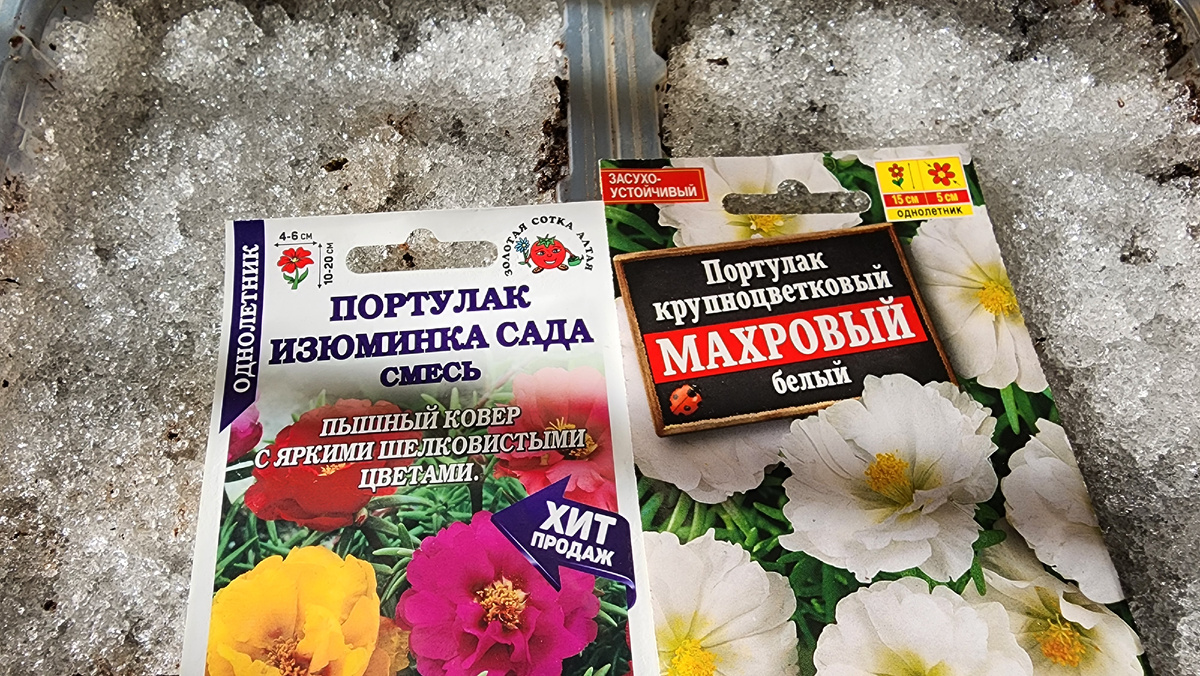 ОДНОЛЕТНИК
4-6 см
10-20 см
ЗОЛОТАЯ СОТКА АЛТАЯ
ПОРТУЛАК
ИЗЮМИНКА САДА
СМЕСЬ
ПЫШНЫЙ КОВЕР
С ЯРКИМИ ШЕЛКОВИСТЫМИ
ЦВЕТАМИ.
ХИТ
ПРОДАЖ
ЗАСУХО-
УСТОЙЧИВЫЙ
15 см 5 см
однолетник
Портулак
крупноцветковый
МАХРОВЫЙ
белый